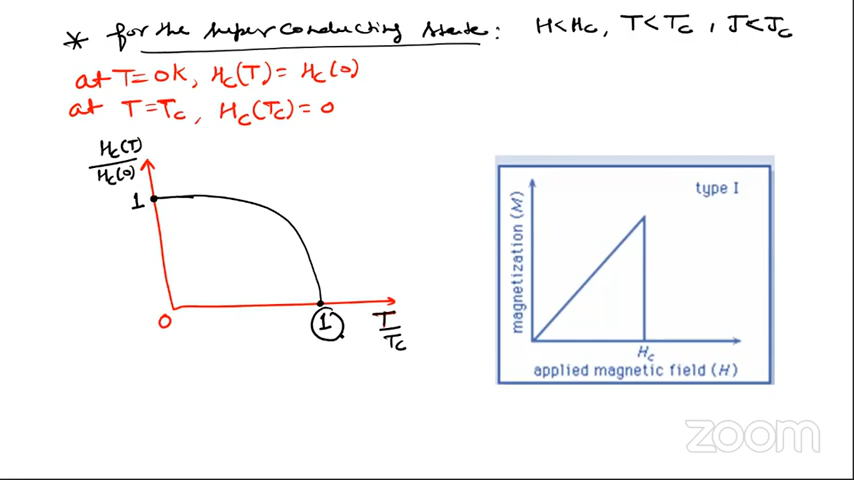 * for the superconducting state : H<Hc, T<Tc, J<Jc
at T=0K, Hc(T) = Hc(0)
at T=Tc, Hc(Tc)=0
Hc(T)
Hc(0)
1
0
1
T
Tc
type I
magnetization (M)
Hc
applied magnetic field (H)
zoom